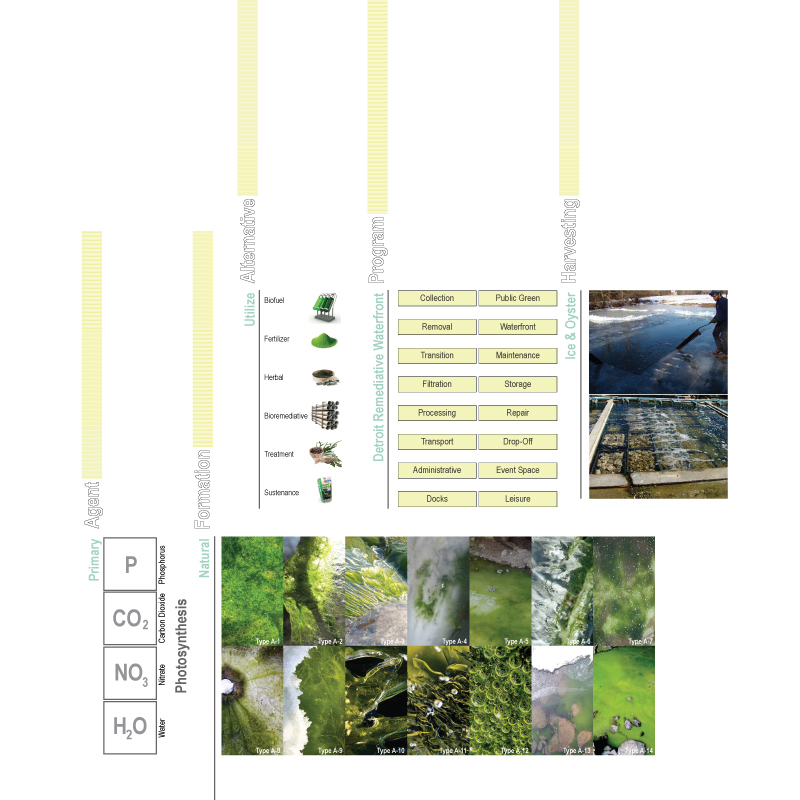 Alternative
Utilize
Biofuel
Fertilizer
Herbal
Bioremediative
Treatment
Sustenance
Program
Detroit Remediative Waterfront
Collection
Public Green
Removal
Waterfront
Transition
Maintenance
Filtration
Storage
Processing
Repair
Transport
Drop-Off
Administrative
Event Space
Docks
Leisure
Harvesting
Ice & Oyster
Agent
Primary
P
Phosphorus
CO2
Carbon Dioxide
NO3
Nitrate
H2O
Water
Photosynthesis
Formation
Natural
Type A-1
Type A-2
Type A-3
Type A-4
Type A-5
Type A-6
Type A-7
Type A-9
Type A-10
Type A-11
Type A-12
Type A-13
Type A-14